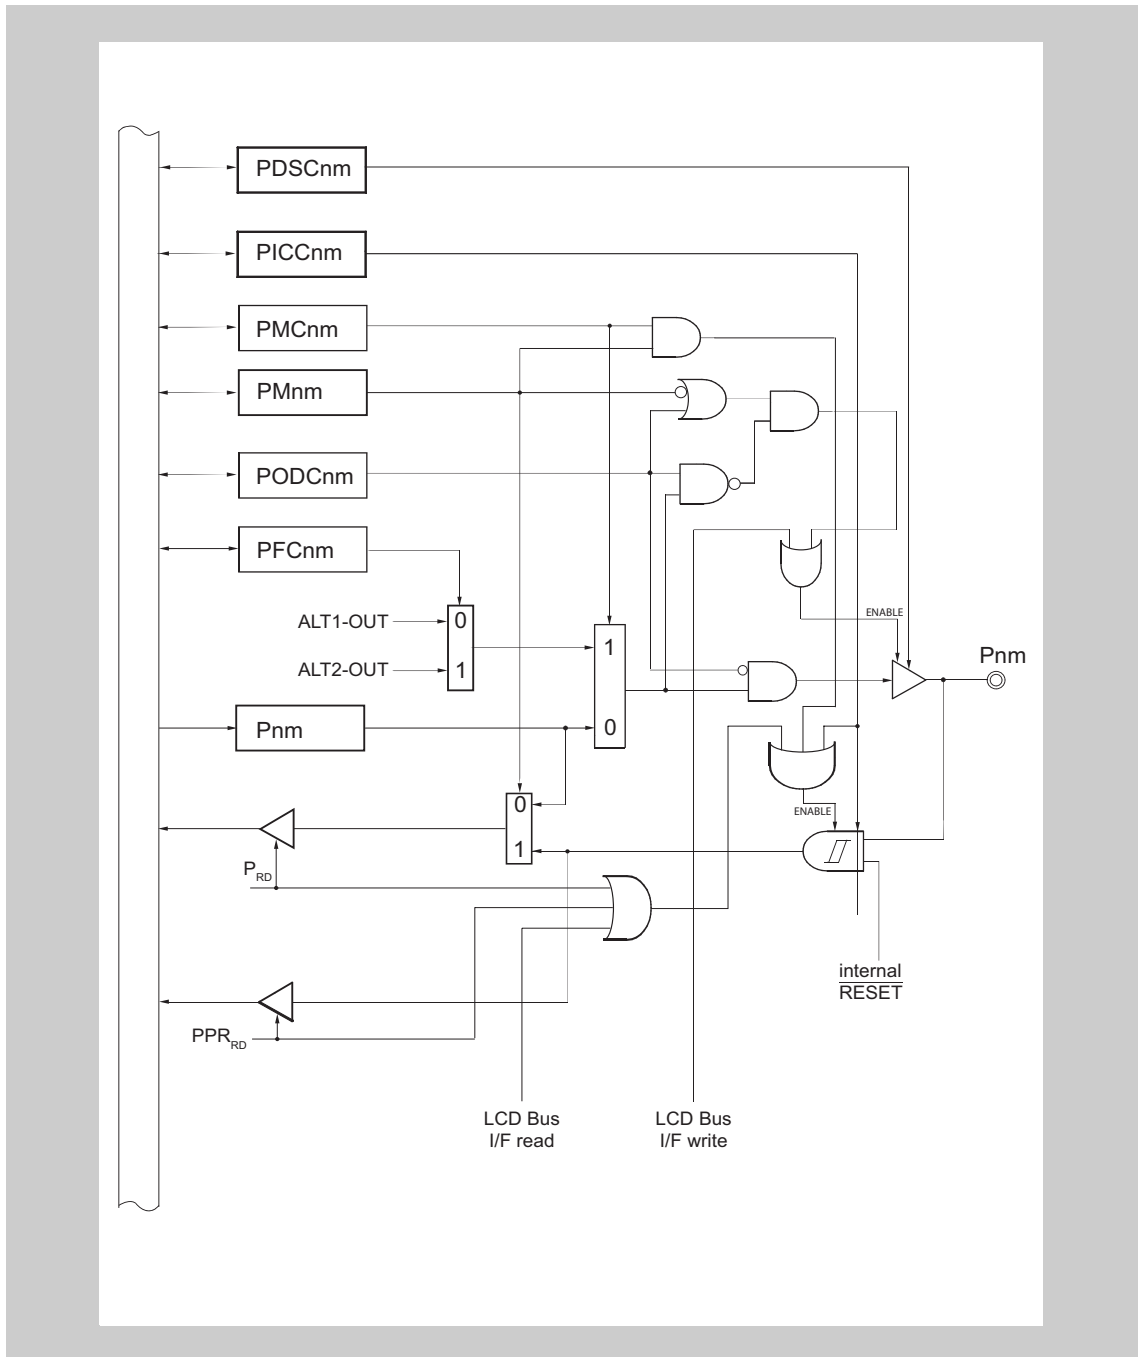 PDSCnm
PICCnm
PMCnm
PMnm
PODCnm
PFCnm
ENABLE
ALT1-OUT
0
1
ALT2-OUT
1
Pnm
Pnm
0
0
ENABLE
1
PRD
internal
RESET
PPRRD
LCD Bus
I/F read
LCD Bus
I/F write